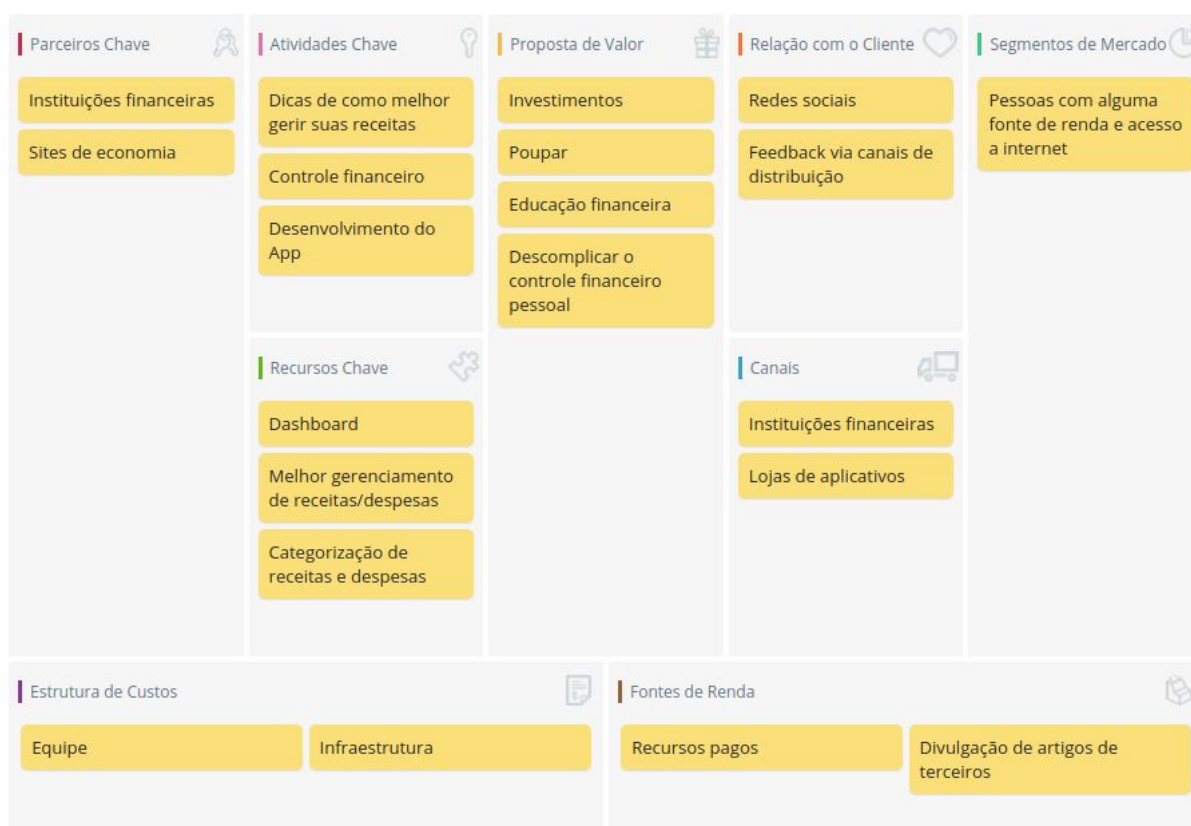 Parceiros Chave
Instituições financeiras
Sites de economia
Atividades Chave
Dicas de como melhor
gerir suas receitas
Controle financeiro
Desenvolvimento do
App
Recursos Chave
Dashboard
Melhor gerenciamento
de receitas/despesas
Categorização de
receitas e despesas
Proposta de Valor
Investimentos
Poupar
Educação financeira
Descomplicar o
controle financeiro
pessoal
Relação com o Cliente
Redes sociais
Feedback via canais de
distribuição
Canais
Instituições financeiras
Lojas de aplicativos
Segmentos de Mercado
Pessoas com alguma
fonte de renda e acesso
a internet
Estrutura de Custos
Equipe
Infraestrutura
Fontes de Renda
Recursos pagos
Divulgação de artigos de
terceiros